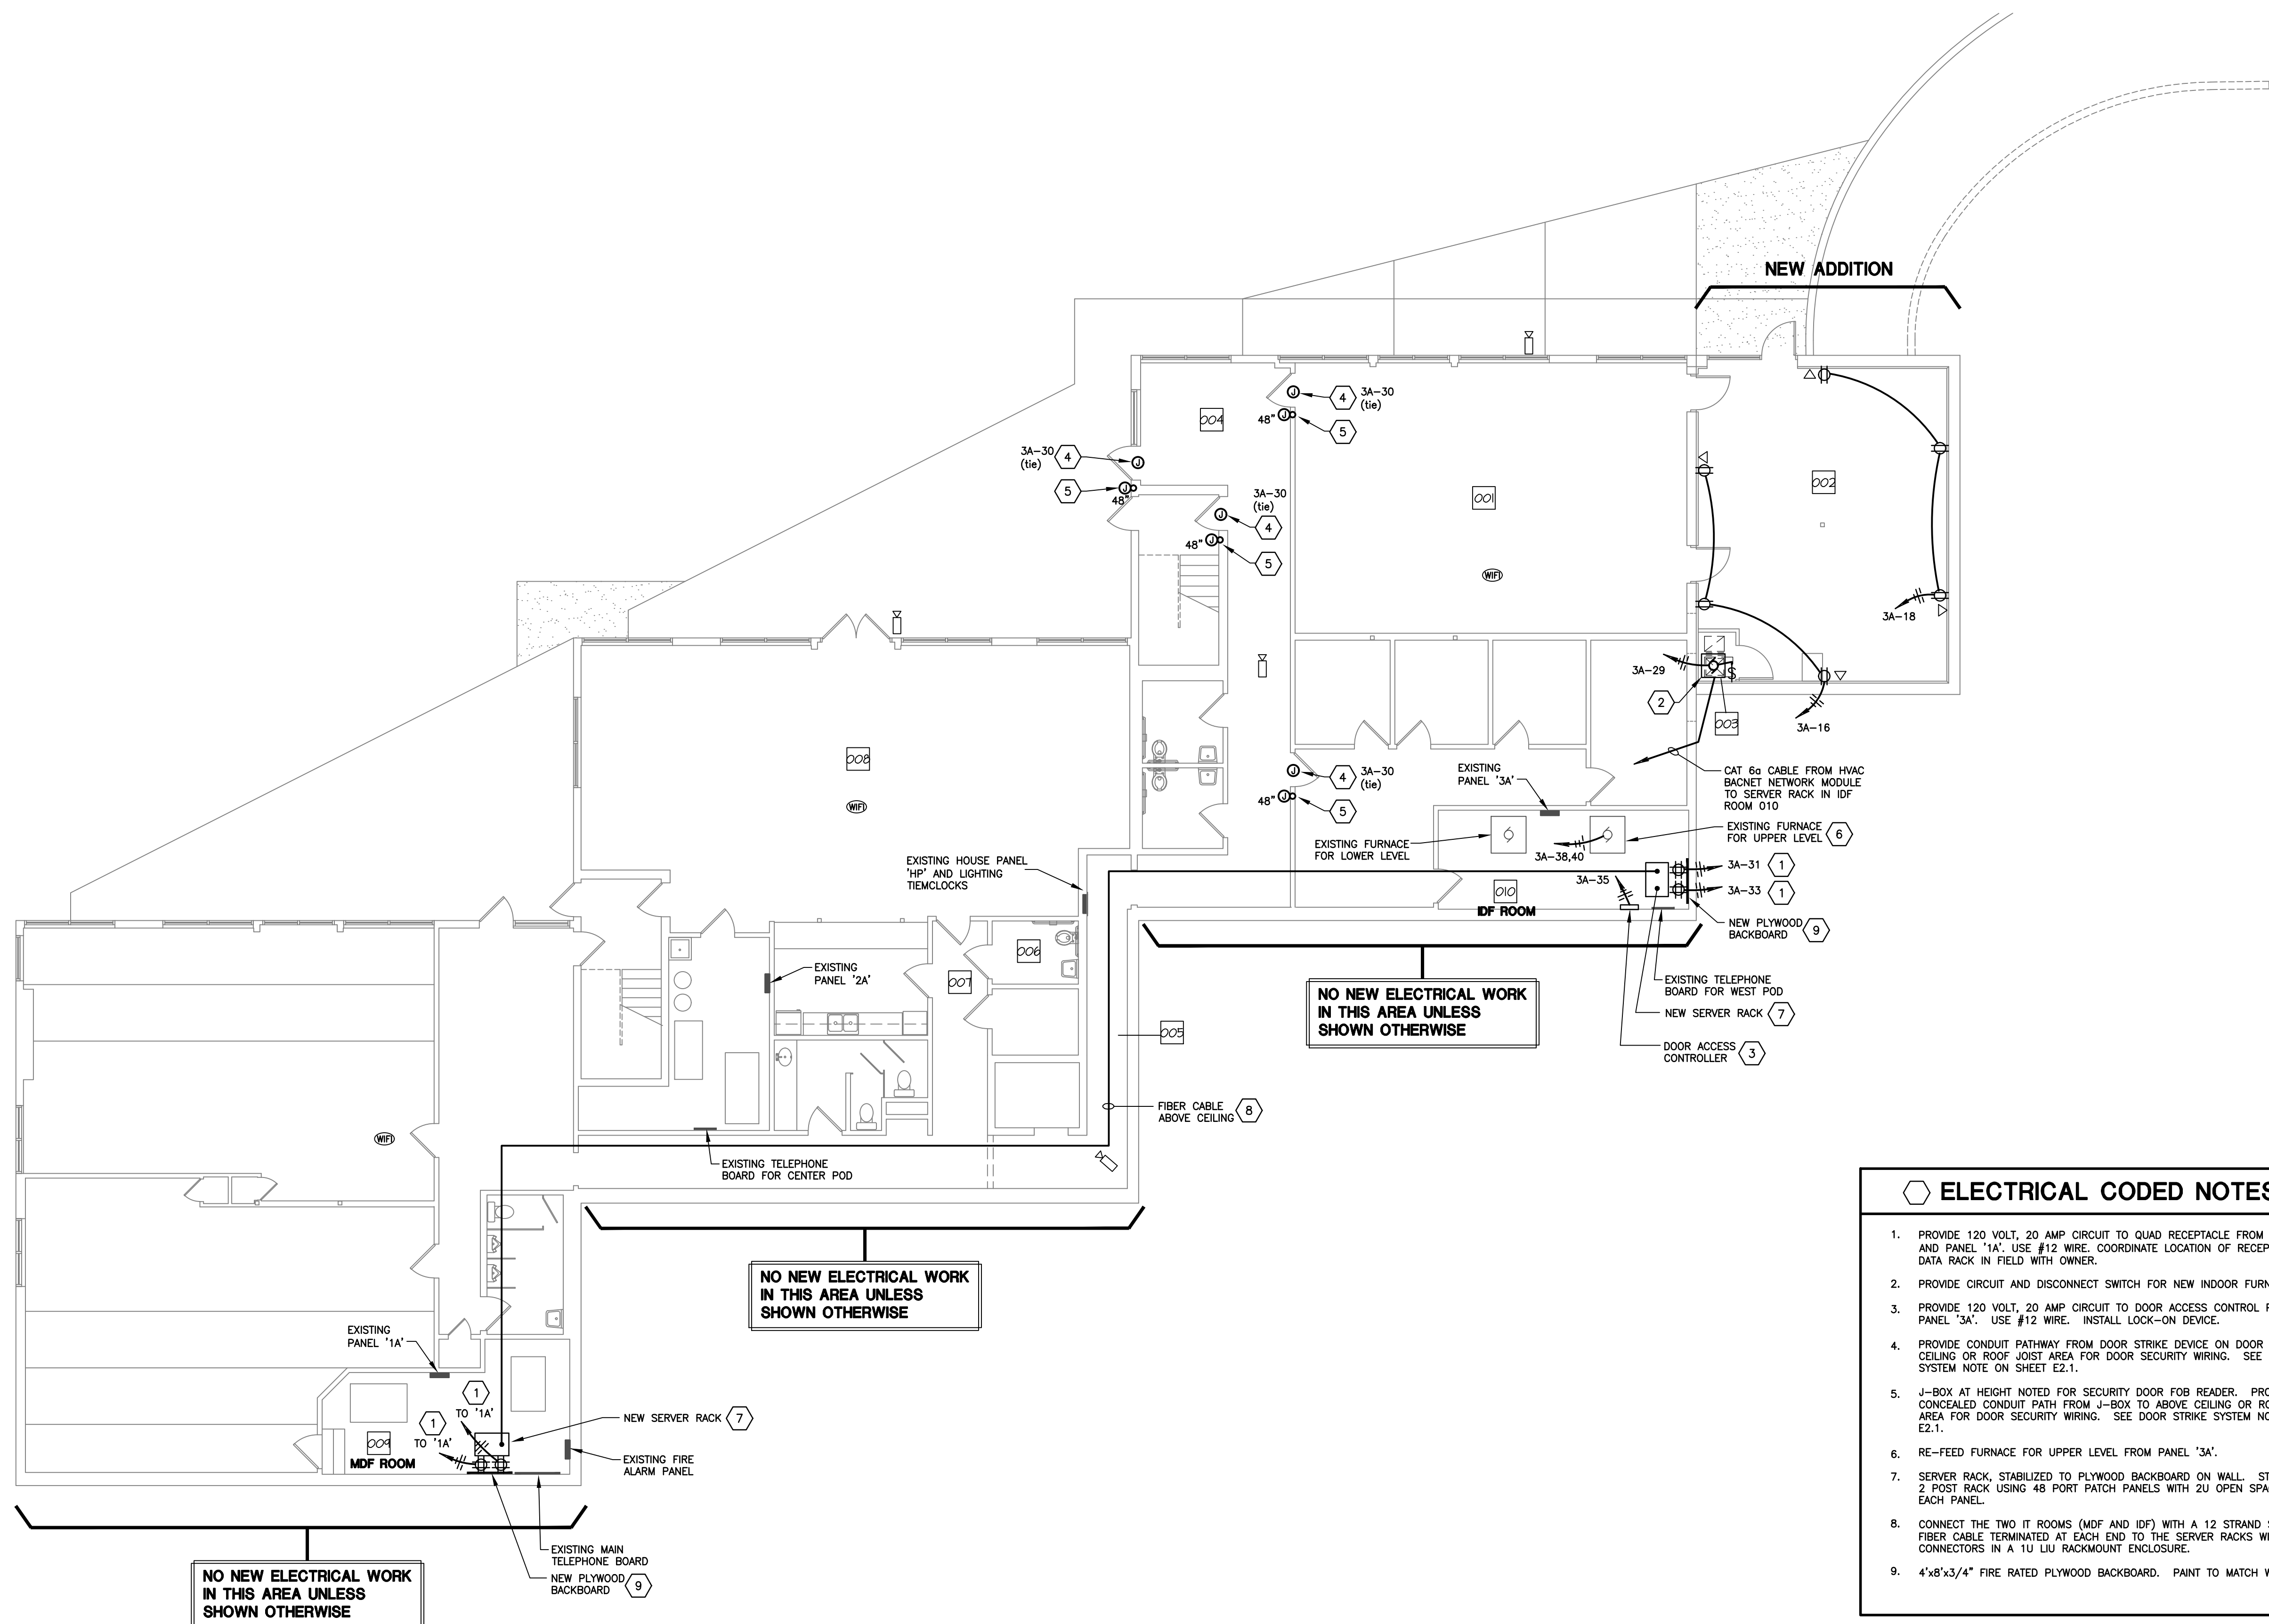 NEW ADDITION
004
4
3A-30
(tie)
48"
5
3A-30
(tie)
4
5
48"
3A-30
(tie)
4
48"
5
001
WIFI
002
3A-18
3A-29
2
003
3A-16
CAT 6a CABLE FROM HVAC
BACNET NETWORK MODULE
TO SERVER RACK IN IDF
ROOM 010
008
WIFI
4
3A-30
(tie)
48"
5
EXISTING
PANEL '3A'
EXISTING FURNACE
FOR LOWER LEVEL
3A-38,40
EXISTING FURNACE
FOR UPPER LEVEL
6
3A-31
1
3A-33
1
3A-35
010
IDF ROOM
NEW PLYWOOD
BACKBOARD
9
EXISTING HOUSE PANEL
'HP' AND LIGHTING
TIEMCLOCKS
EXISTING
PANEL '2A'
006
007
EXISTING TELEPHONE
BOARD FOR WEST POD
NEW SERVER RACK
7
DOOR ACCESS
CONTROLLER
3
NO NEW ELECTRICAL WORK
IN THIS AREA UNLESS
SHOWN OTHERWISE
005
FIBER CABLE
ABOVE CEILING
8
WIFI
EXISTING TELEPHONE
BOARD FOR CENTER POD
NO NEW ELECTRICAL WORK
IN THIS AREA UNLESS
SHOWN OTHERWISE
EXISTING
PANEL '1A'
1
TO '1A'
1
TO '1A'
009
MDF ROOM
NEW SERVER RACK
7
EXISTING FIRE
ALARM PANEL
EXISTING MAIN
TELEPHONE BOARD
NEW PLYWOOD
BACKBOARD
9
NO NEW ELECTRICAL WORK
IN THIS AREA UNLESS
SHOWN OTHERWISE
ELECTRICAL CODED NOTES
1. PROVIDE 120 VOLT, 20 AMP CIRCUIT TO QUAD RECEPTACLE FROM
AND PANEL '1A'. USE #12 WIRE. COORDINATE LOCATION OF
DATA RACK IN FIELD WITH OWNER.
2. PROVIDE CIRCUIT AND DISCONNECT SWITCH FOR NEW INDOOR
3. PROVIDE 120 VOLT, 20 AMP CIRCUIT TO DOOR ACCESS CONTROL
PANEL '3A'. USE #12 WIRE. INSTALL LOCK-ON DEVICE.
4. PROVIDE CONDUIT PATHWAY FROM DOOR STRIKE DEVICE ON DOOR
CEILING OR ROOF JOIST AREA FOR DOOR SECURITY WIRING. SEE
SYSTEM NOTE ON SHEET E2.1.
5. J-BOX AT HEIGHT NOTED FOR SECURITY DOOR FOB READER.
CONCEALED CONDUIT PATH FROM J-BOX TO ABOVE CEILING OR
AREA FOR DOOR SECURITY WIRING. SEE DOOR STRIKE SYSTEM
E2.1.
6. RE-FEED FURNACE FOR UPPER LEVEL FROM PANEL '3A'.
7. SERVER RACK, STABILIZED TO PLYWOOD BACKBOARD ON WALL.
2 POST RACK USING 48 PORT PATCH PANELS WITH 2U OPEN
EACH PANEL.
8. CONNECT THE TWO IT ROOMS (MDF AND IDF) WITH A 12 STRAND
FIBER CABLE TERMINATED AT EACH END TO THE SERVER RACKS
CONNECTORS IN A 1U LIU RACKMOUNT ENCLOSURE.
9. 4'x8'x3/4" FIRE RATED PLYWOOD BACKBOARD. PAINT TO MATCH